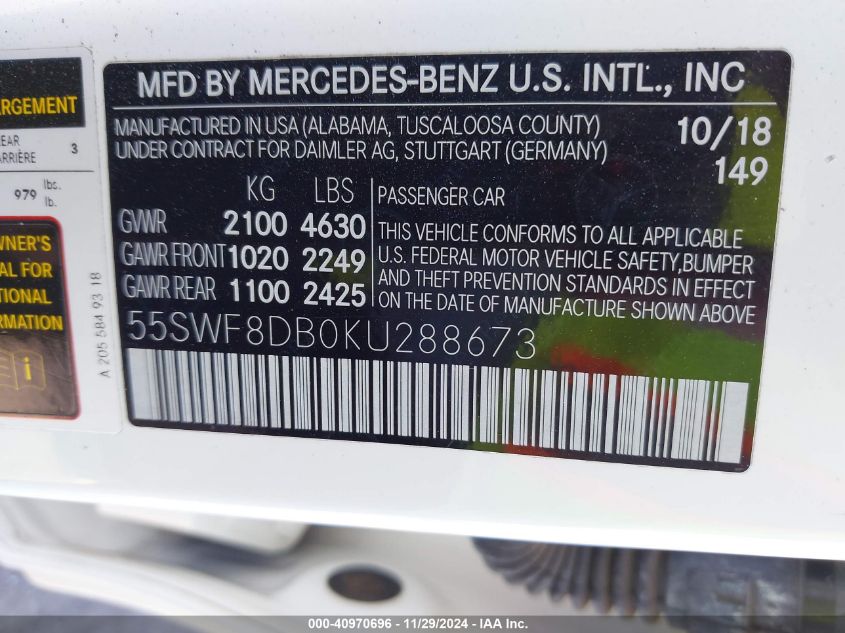 ARGEMENT
REAR
ARRIÈRE 3
979 lbs.
lb.
WNER'S
AL FOR
TIONAL
RMATION
A 205 584 93 18
MFD BY MERCEDES-BENZ U.S. INTL., INC
MANUFACTURED IN USA (ALABAMA, TUSCALOOSA COUNTY)
UNDER CONTRACT FOR DAIMLER AG, STUTTGART (GERMANY)
10/18
149
KG LBS
GVWR 2100 4630
GAWR FRONT 1020 2249
GAWR REAR 1100 2425
PASSENGER CAR
THIS VEHICLE CONFORMS TO ALL APPLICABLE
U.S. FEDERAL MOTOR VEHICLE SAFETY,BUMPER
AND THEFT PREVENTION STANDARDS IN EFFECT
ON THE DATE OF MANUFACTURE SHOWN ABOVE
55SWF8DB0KU288673
000-40970696 - 11/29/2024 - IAA Inc.